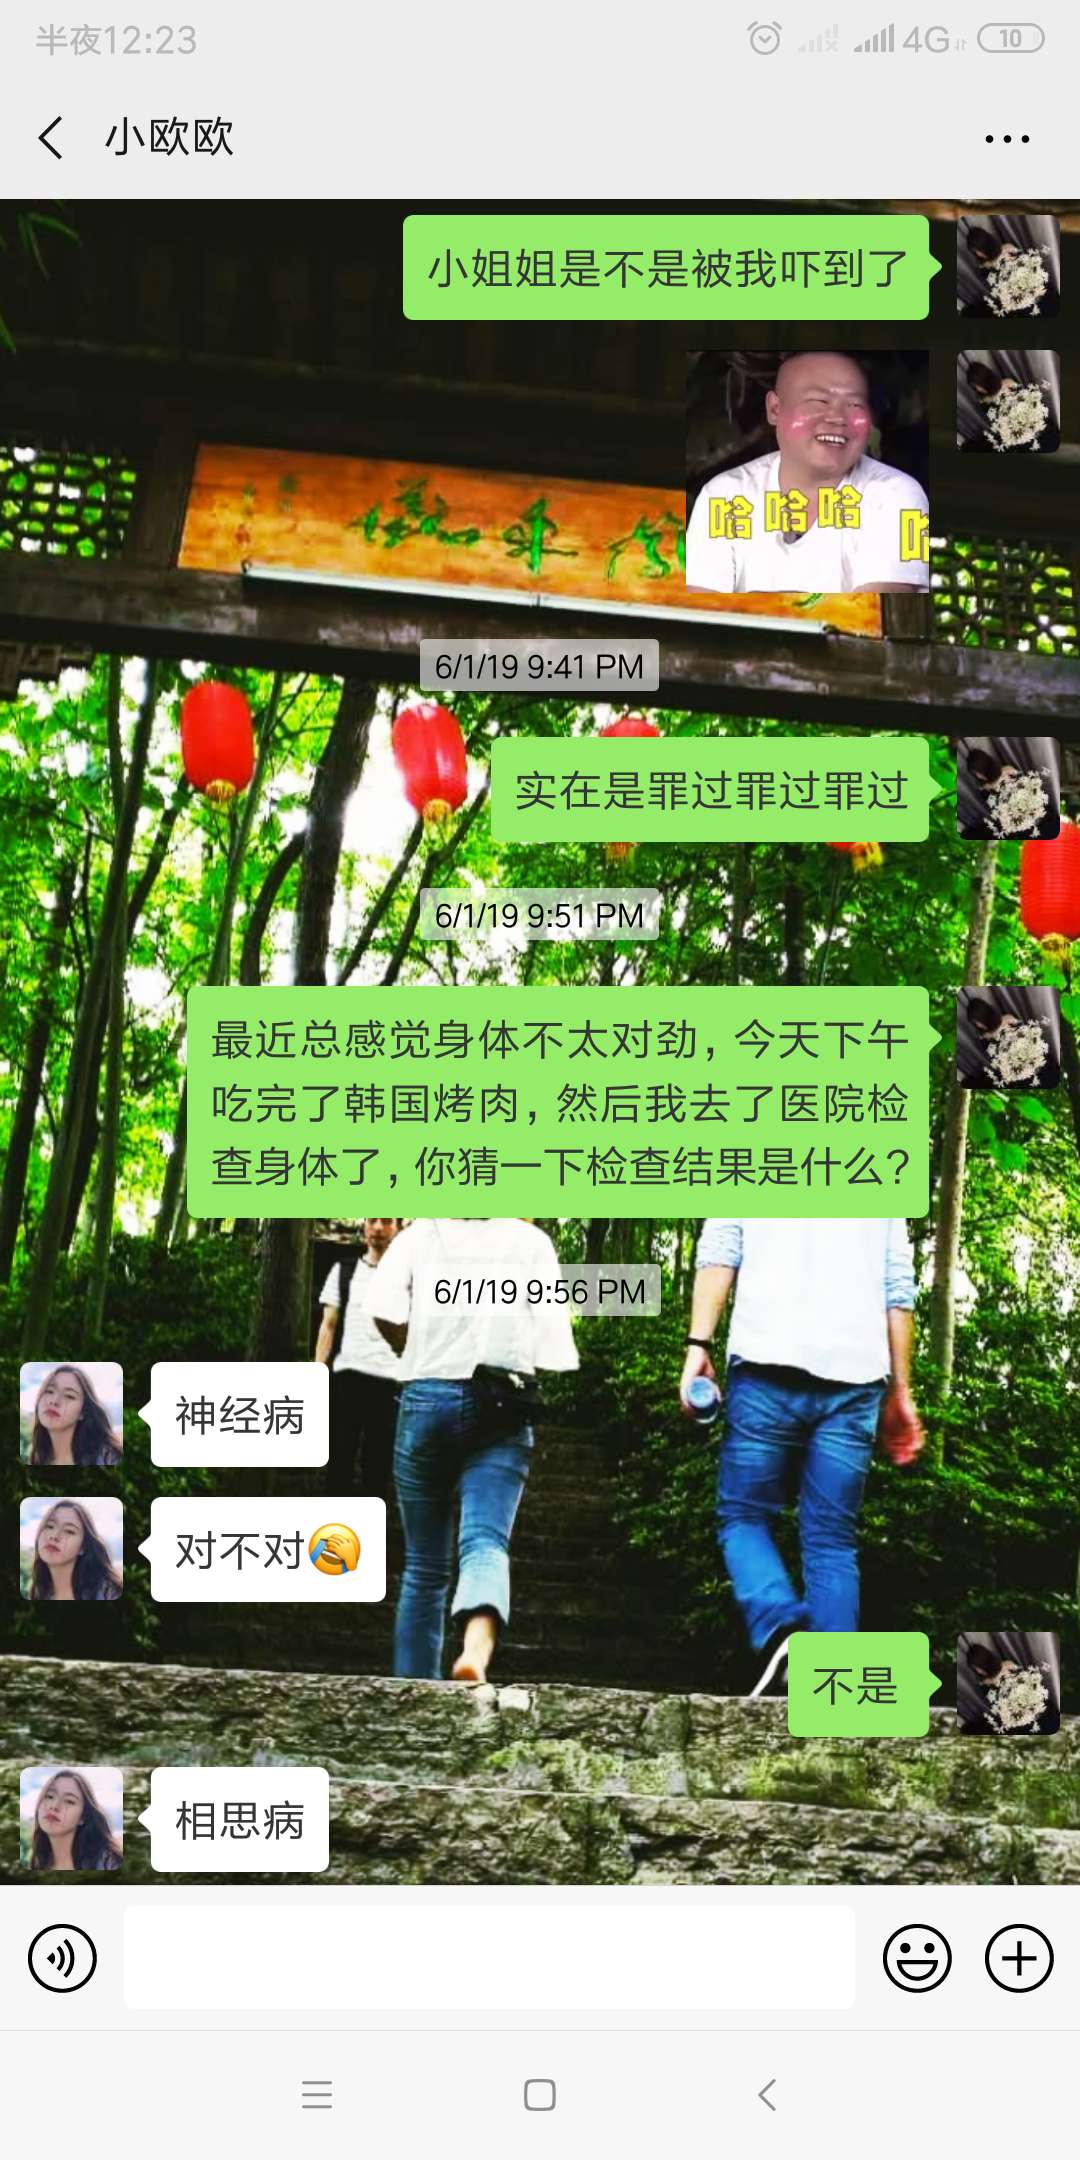 半夜12:23
4G
10
小欧欧
小姐姐是不是被我吓到了
哈哈哈
6/1/19 9:41 PM
实在是罪过罪过罪过
6/1/19 9:51 PM
最近总感觉身体不太对劲，今天下午
吃完了韩国烤肉，然后我去了医院检
查身体了，你猜一下检查结果是什么？
6/1/19 9:56 PM
神经病
对不对
不是
相思病